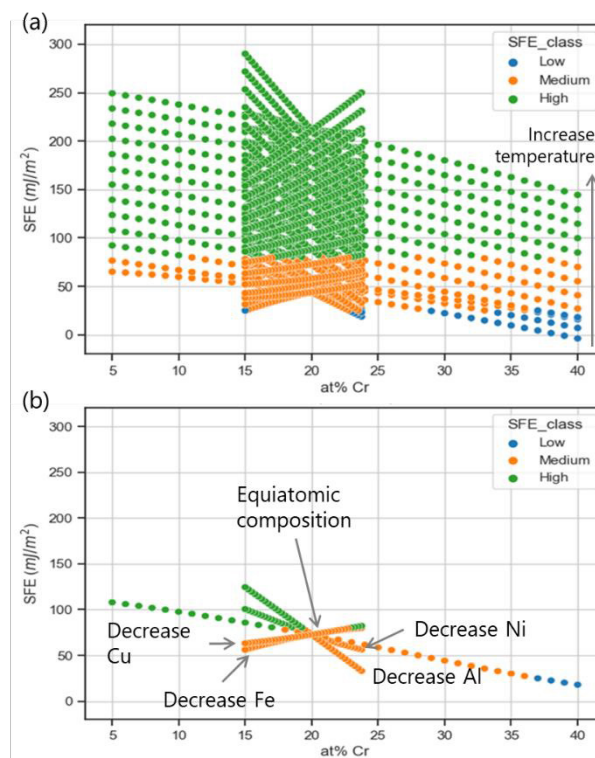 (a)
SFE_class
Low
Medium
High
Increase
temperature
SFE (mJ/m²)
300
250
200
150
100
50
0
5
10
15
20
25
30
35
40
at% Cr
(b)
SFE_class
Low
Medium
High
Equiatomic
composition
Decrease
Cu
Decrease Fe
Decrease Ni
Decrease Al
SFE (mJ/m²)
300
250
200
150
100
50
0
5
10
15
20
25
30
35
40
at% Cr